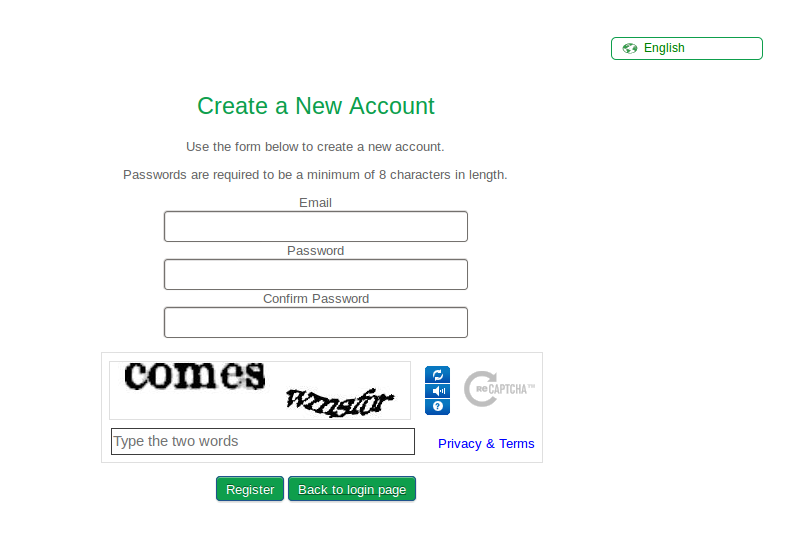 English
Create a New Account
Use the form below to create a new account.
Passwords are required to be a minimum of 8 characters in length.
Email
Password
Confirm Password
comes
reCAPTCHA™
Type the two words
Privacy & Terms
Register
Back to login page